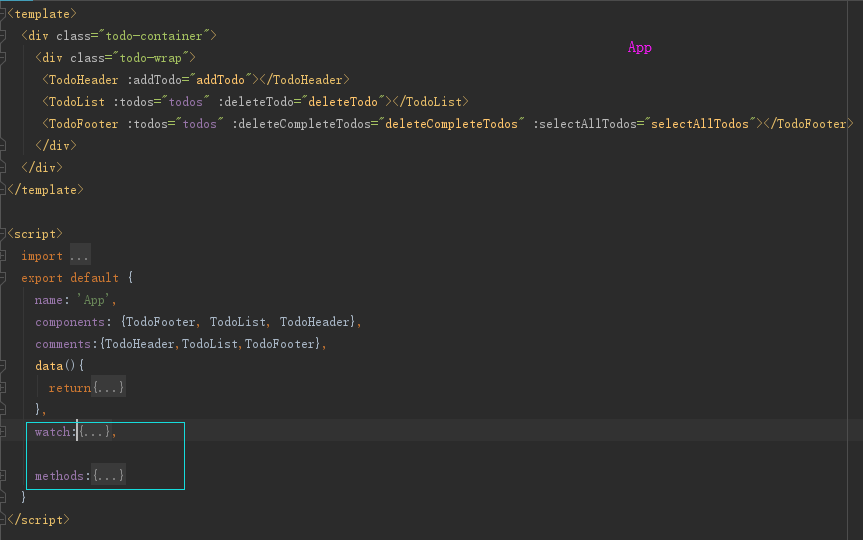 <template>
<div class="todo-container">
App
<div class="todo-wrap">
<TodoHeader :addTodo="addTodo"></TodoHeader>
<TodoList :todos="todos" :deleteTodo="deleteTodo"></TodoList>
<TodoFooter :todos="todos" :deleteCompleteTodos="deleteCompleteTodos" :selectAllTodos="selectAllTodos"></TodoFooter>
</div>
</div>
</template>
<script>
import ...
export default {
name: 'App',
components: {TodoFooter, TodoList, TodoHeader},
comments:{TodoHeader,TodoList,TodoFooter},
data(){
return{...}
},
watch:{...},
methods:{...}
}
</script>